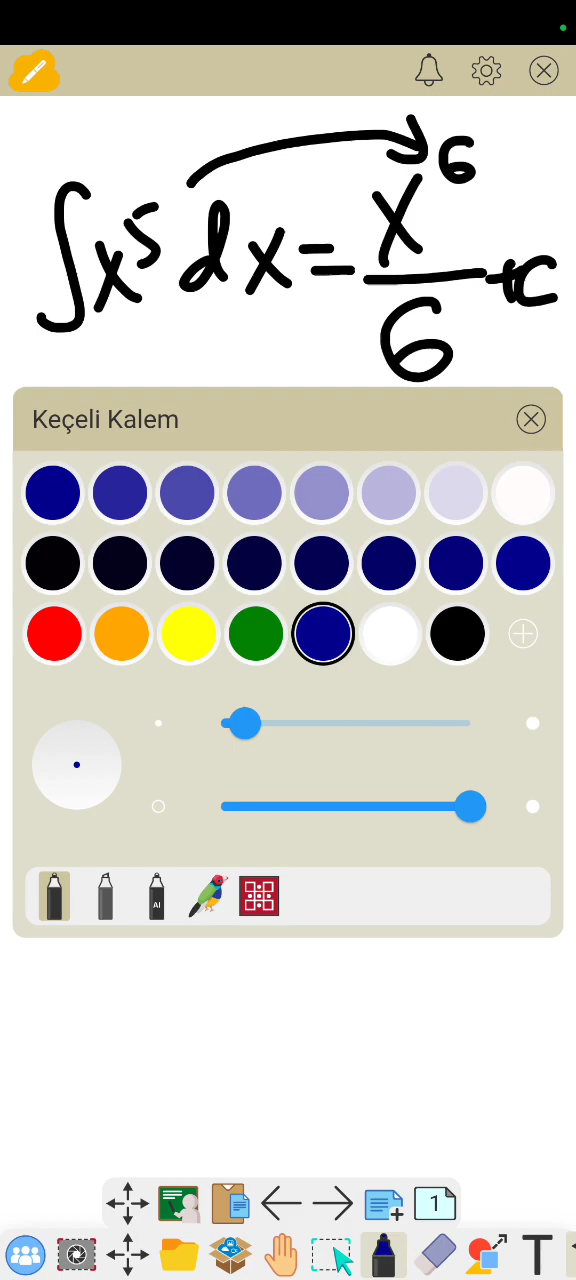 ∫x⁵ dx = x⁶/6 + c
Keçeli Kalem
AI
1
T